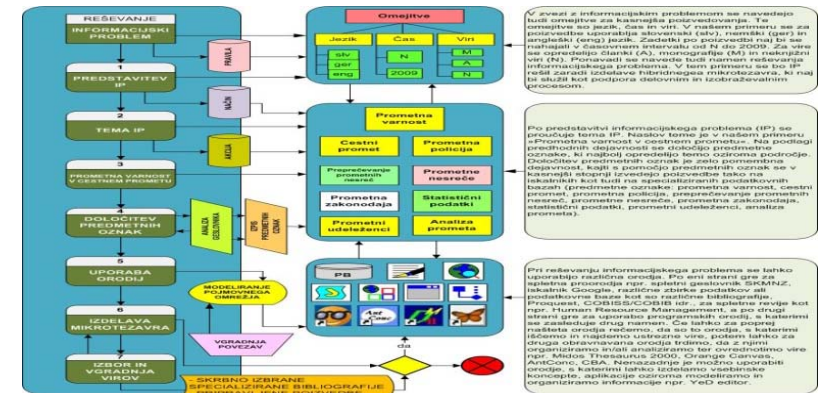 REŠEVANJE
INFORMACIJSKI
PROBLEM
1
PREDSTAVITEV
IP
2
TEMA IP
3
PROMETNA VARNOST
V CESTNEM PROMETU
4
DOLOČITEV
PREDMETNIH
OZNAK
5
UPORABA
ORODIJ
6
IZDELAVA
MIKROTEZAVRA
7
IZBOR IN
VGRADNJA
VIROV
PRAVILA
NAČIN
AKCIJA
ANALIZA
GESLOVNIKA
IZPIS
PREDMETNIH
OZNAK
MODELIRANJE
POJMOVNEGA
OMREŽJA
VGRADNJA
POVEZAV
- SKRBNO IZBRANE
SPECIALIZIRANE BIBLIOGRAFIJE
Omejitve
Jezik
Čas
Viri
slv
ger
eng
N
2009
M
A
N
Prometna
varnost
Cestni
promet
Prometna
policija
Preprečevanje
prometnih
nesreč
Prometne
nesreče
Prometna
zakonodaja
Statistični
podatki
Prometni
udeleženci
Analiza
prometa
PB
Ant
Conc
da
V zvezi z informacijskim problemom se navedejo
tudi omejitve za kasnejša poizvedovanja. Te
omejitve so jezik, čas in viri. V našem primeru se za
poizvedbe uporablja slovenski (slv), nemški (ger) in
angleški (eng) jezik. Zadetki po poizvedbi naj bi se
nahajali v časovnem intervalu od N do 2009. Za vire
se opredelijo članki (A), monografije (M) in neknjižni
viri (N). Ponavadi se navede tudi namen reševanja
informacijskega problema. V tem primeru se bo IP
rešil zaradi izdelave hibridnegea mikrotezavra, ki naj
bi služil kot podpora delovnim in izobraževalnim
procesom.
Po predstavitvi informacijskega problema (IP) se
proučuje tema IP. Naslov teme je v našem primeru
»Prometna varnost v cestnem prometu«. Na podlagi
predhodnih dejavnosti se določijo predmetne
oznake, ki najbolj opredelijo temo oziroma področje.
Določitev predmetnih oznak je zelo pomembna
dejavnost, kajti s pomočjo predmetnih oznak se v
kasnejši stopnji izvedejo poizvedbe tako na
iskalnikih kot tudi na specializiranih podatkovnih
bazah (predmetne oznake: prometna varnost, cestni
promet, prometna policija, preprečevanje prometnih
nesreč, prometne nesreče, prometna zakonodaja,
statistični podatki, prometni udeleženci, analiza
prometa).
Pri reševanju informacijskega problema se lahko
uporabijo različna orodja. Po eni strani gre za
spletna orodja npr. spletni geslovnik SKMNZ,
iskalnik Google, različne zbirke podatkov ali
podatkovne baze kot so različne bibliografije,
Proquest, COBISS/COBIB idr., za spletne revije kot
npr. Human Resource Management, a po drugi
strani gre za uporabo programskih orodij, s katerimi
se zasleduje drug namen. Če lahko za poprej
našteta orodja rečemo, da so to orodja, s katerimi
iščemo in najdemo ustrezne vire, potem lahko za
druga obravnavana orodja trdimo, da z njimi
organiziramo in/ali analiziramo ter ovrednotimo vire
npr. Midos Thesaurus 2000, Orange Canvas,
AntConc, CBA. Nenazadnje je možno uporabiti
orodje, s katerimi lahko izdelamo vsebinske
koncepte, aplikacije oziroma modeliramo in
organiziramo informacije npr. YeD editor.